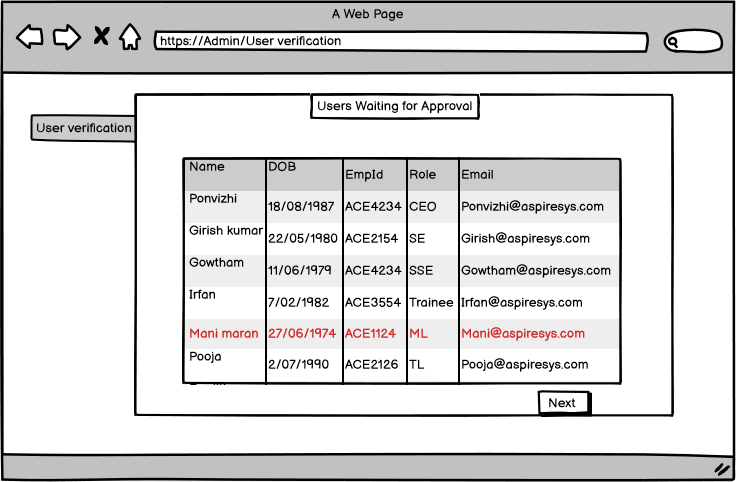 A Web Page
https://Admin/User verification
Users Waiting for Approval
User verification
Name DOB EmpId Role Email
Ponvizhi 18/08/1987 ACE4234 CEO Ponvizhi@aspiresys.com
Girish kumar 22/05/1980 ACE2154 SE Girish@aspiresys.com
Gowtham 11/06/1979 ACE4234 SSE Gowtham@aspiresys.com
Irfan 7/02/1982 ACE3554 Trainee Irfan@aspiresys.com
Mani maran 27/06/1974 ACE1124 ML Mani@aspiresys.com
Pooja 2/07/1990 ACE2126 TL Pooja@aspiresys.com
Next